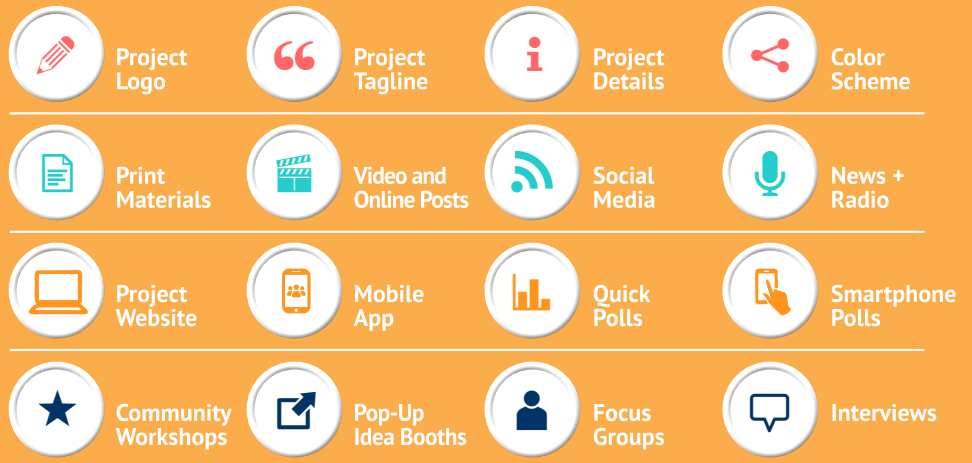 Project
Logo
Project
Tagline
Project
Details
Color
Scheme
Print
Materials
Video and
Online Posts
Social
Media
News +
Radio
Project
Website
Mobile
App
Quick
Polls
Smartphone
Polls
Community
Workshops
Pop-Up
Idea Booths
Focus
Groups
Interviews